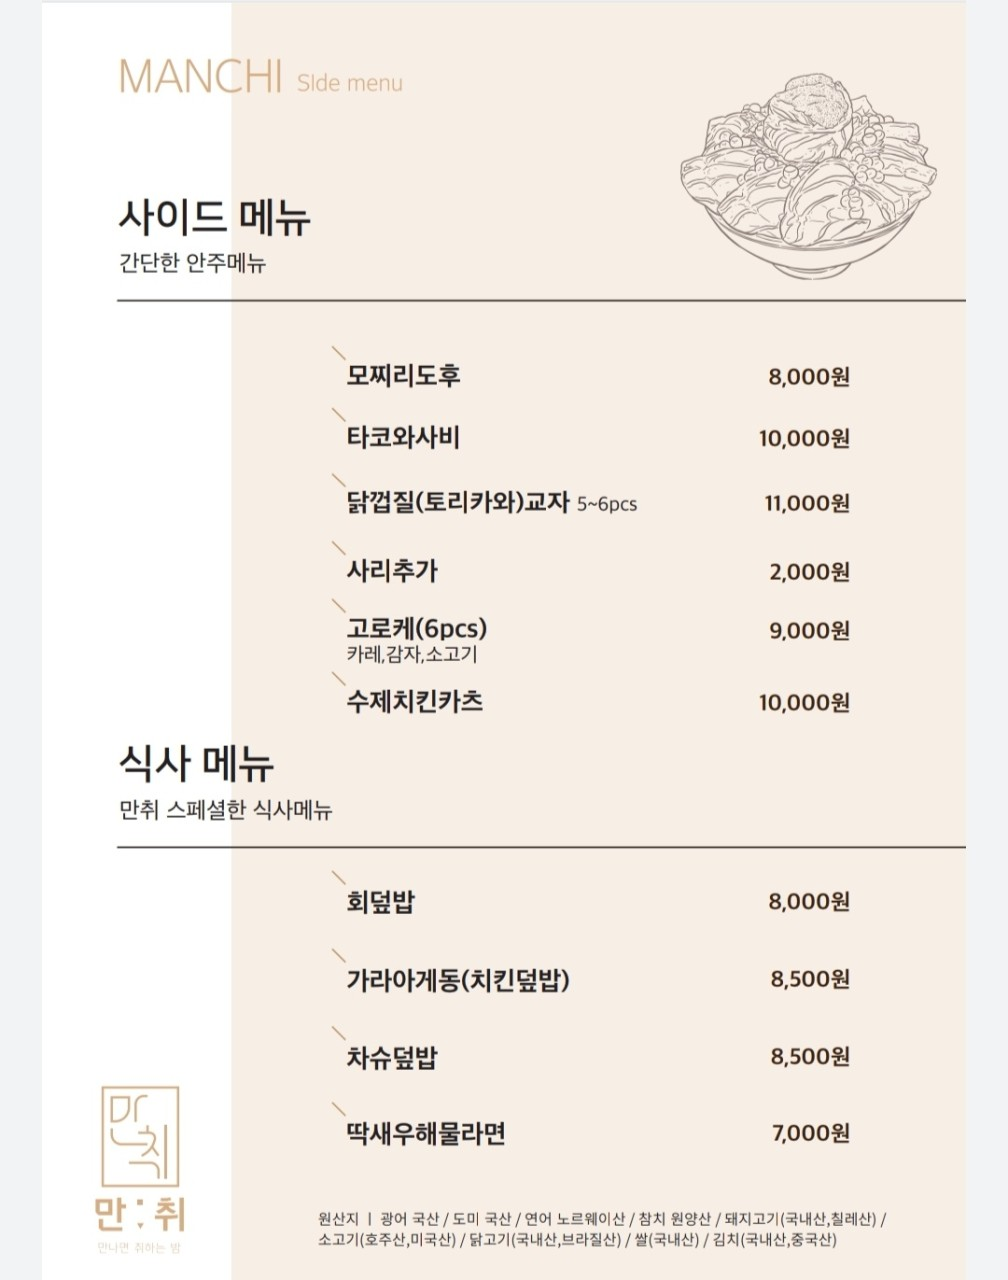 MANCHI SIde menu
사이드 메뉴
간단한 안주메뉴
모찌리도후 8,000원
타코와사비 10,000원
닭껍질(토리카와)교자 5~6pcs 11,000원
사리추가 2,000원
고로케(6pcs) 9,000원
카레,감자,소고기
수제치킨카츠 10,000원
식사 메뉴
만취 스페셜한 식사메뉴
회덮밥 8,000원
가라아게동(치킨덮밥) 8,500원
차슈덮밥 8,500원
딱새우해물라면 7,000원
만취
만:취
만나면 취하는 밤
원산지 ㅣ 광어 국산 / 도미 국산 / 연어 노르웨이산 / 참치 원양산 / 돼지고기(국내산,칠레산) /
소고기(호주산,미국산) / 닭고기(국내산,브라질산) / 쌀(국내산) / 김치(국내산,중국산)